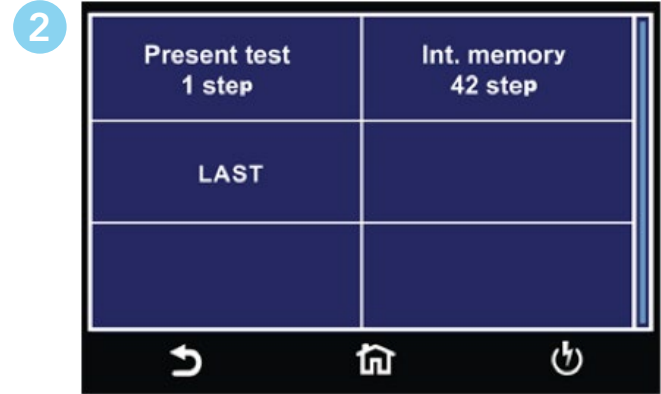 2
Present test
1 step
Int. memory
42 step
LAST